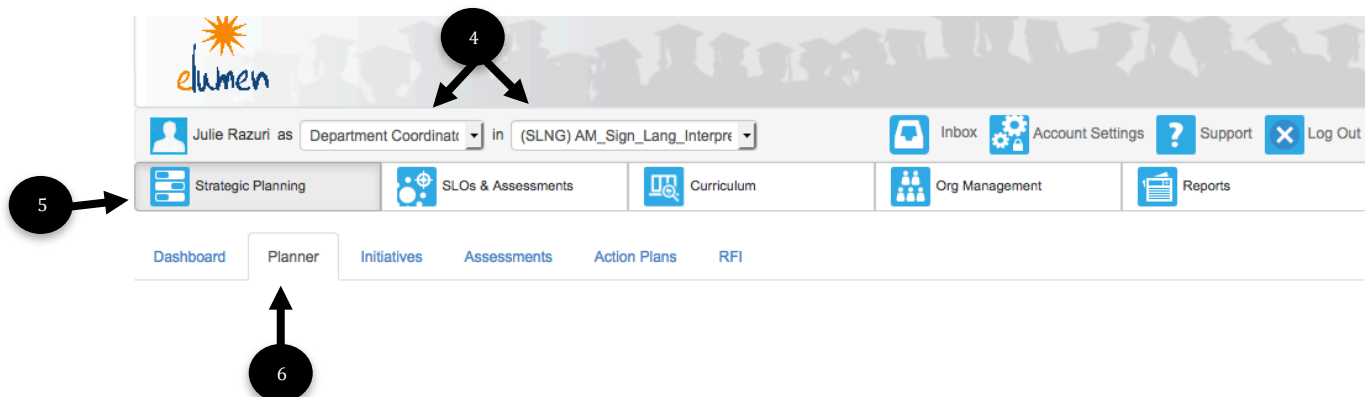 elumen
4
Julie Razuri as Department Coordinatc in (SLNG) AM_Sign_Lang_Interpre Inbox Account Settings ? Support Log Out
Strategic Planning SLOs & Assessments Curriculum Org Management Reports
5
Dashboard Planner Initiatives Assessments Action Plans RFI
6